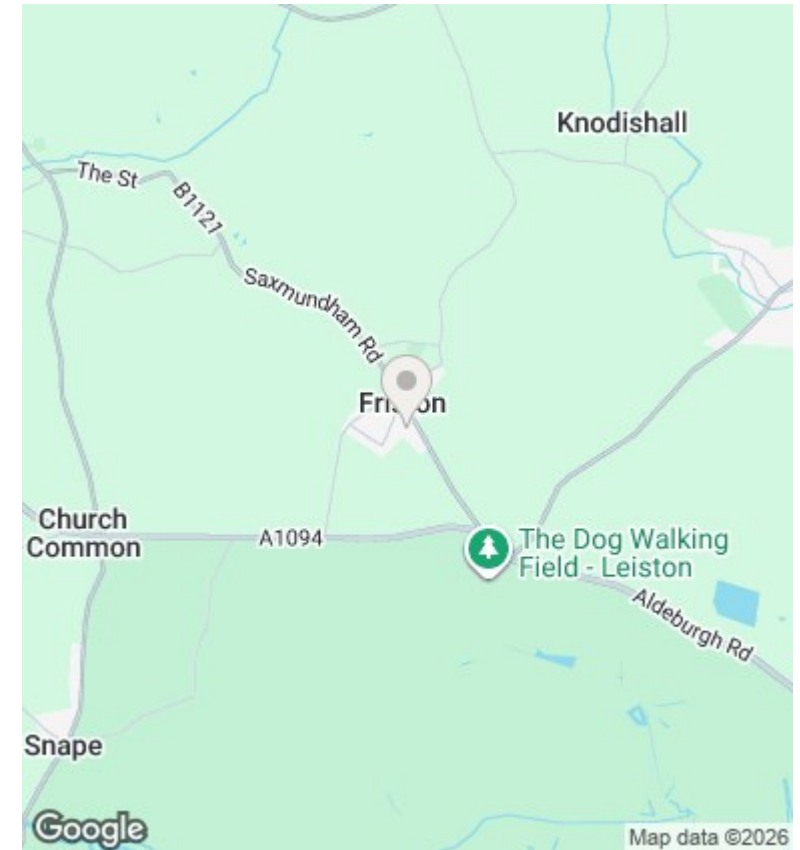 Knodishall
The St
B1121
Saxmundham Rd
Friston
Church
Common
A1094
The Dog Walking
Field - Leiston
Aldeburgh Rd
Snape
Google
Map data ©2026